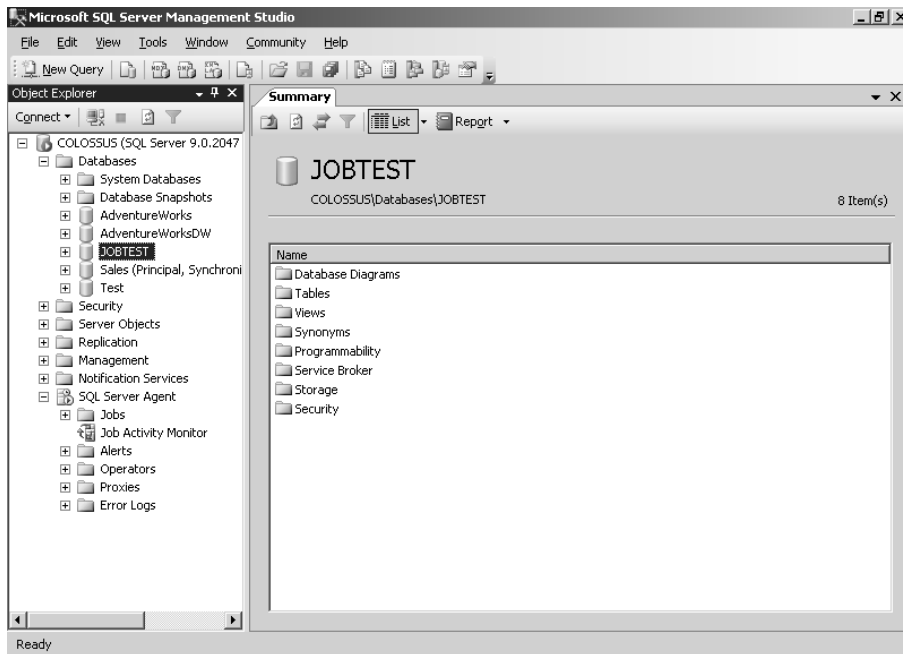 Microsoft SQL Server Management Studio
File Edit View Tools Window Community Help
New Query
Object Explorer
Connect
COLOSSUS (SQL Server 9.0.2047
Databases
System Databases
Database Snapshots
AdventureWorks
AdventureWorksDW
JOBTEST
Sales (Principal, Synchroni
Test
Security
Server Objects
Replication
Management
Notification Services
SQL Server Agent
Jobs
Job Activity Monitor
Alerts
Operators
Proxies
Error Logs
Summary
List Report
JOBTEST
COLOSSUS\Databases\JOBTEST 8 Item(s)
Name
Database Diagrams
Tables
Views
Synonyms
Programmability
Service Broker
Storage
Security
Ready